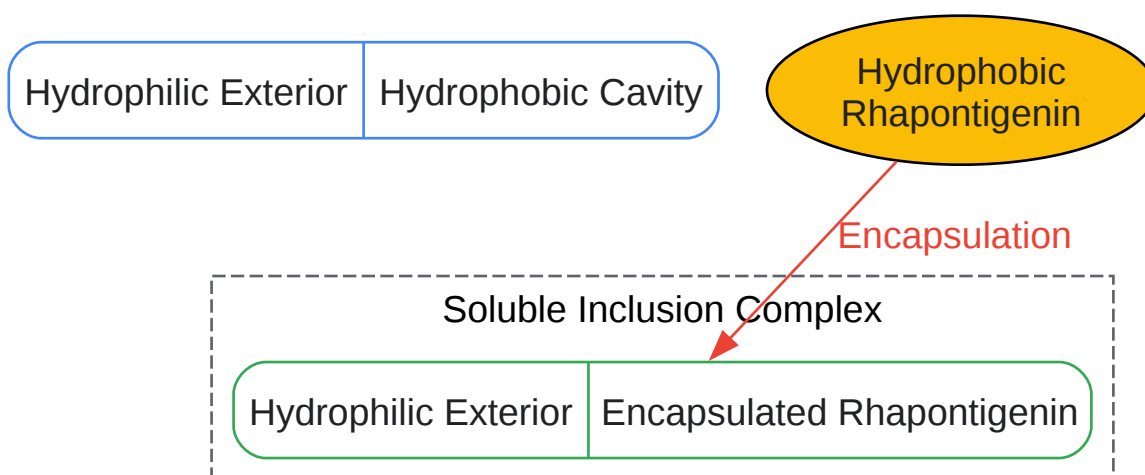 Hydrophilic Exterior
Hydrophobic Cavity
Hydrophobic
Rhapontigenin
Encapsulation
Soluble Inclusion Complex
Hydrophilic Exterior
Encapsulated Rhapontigenin